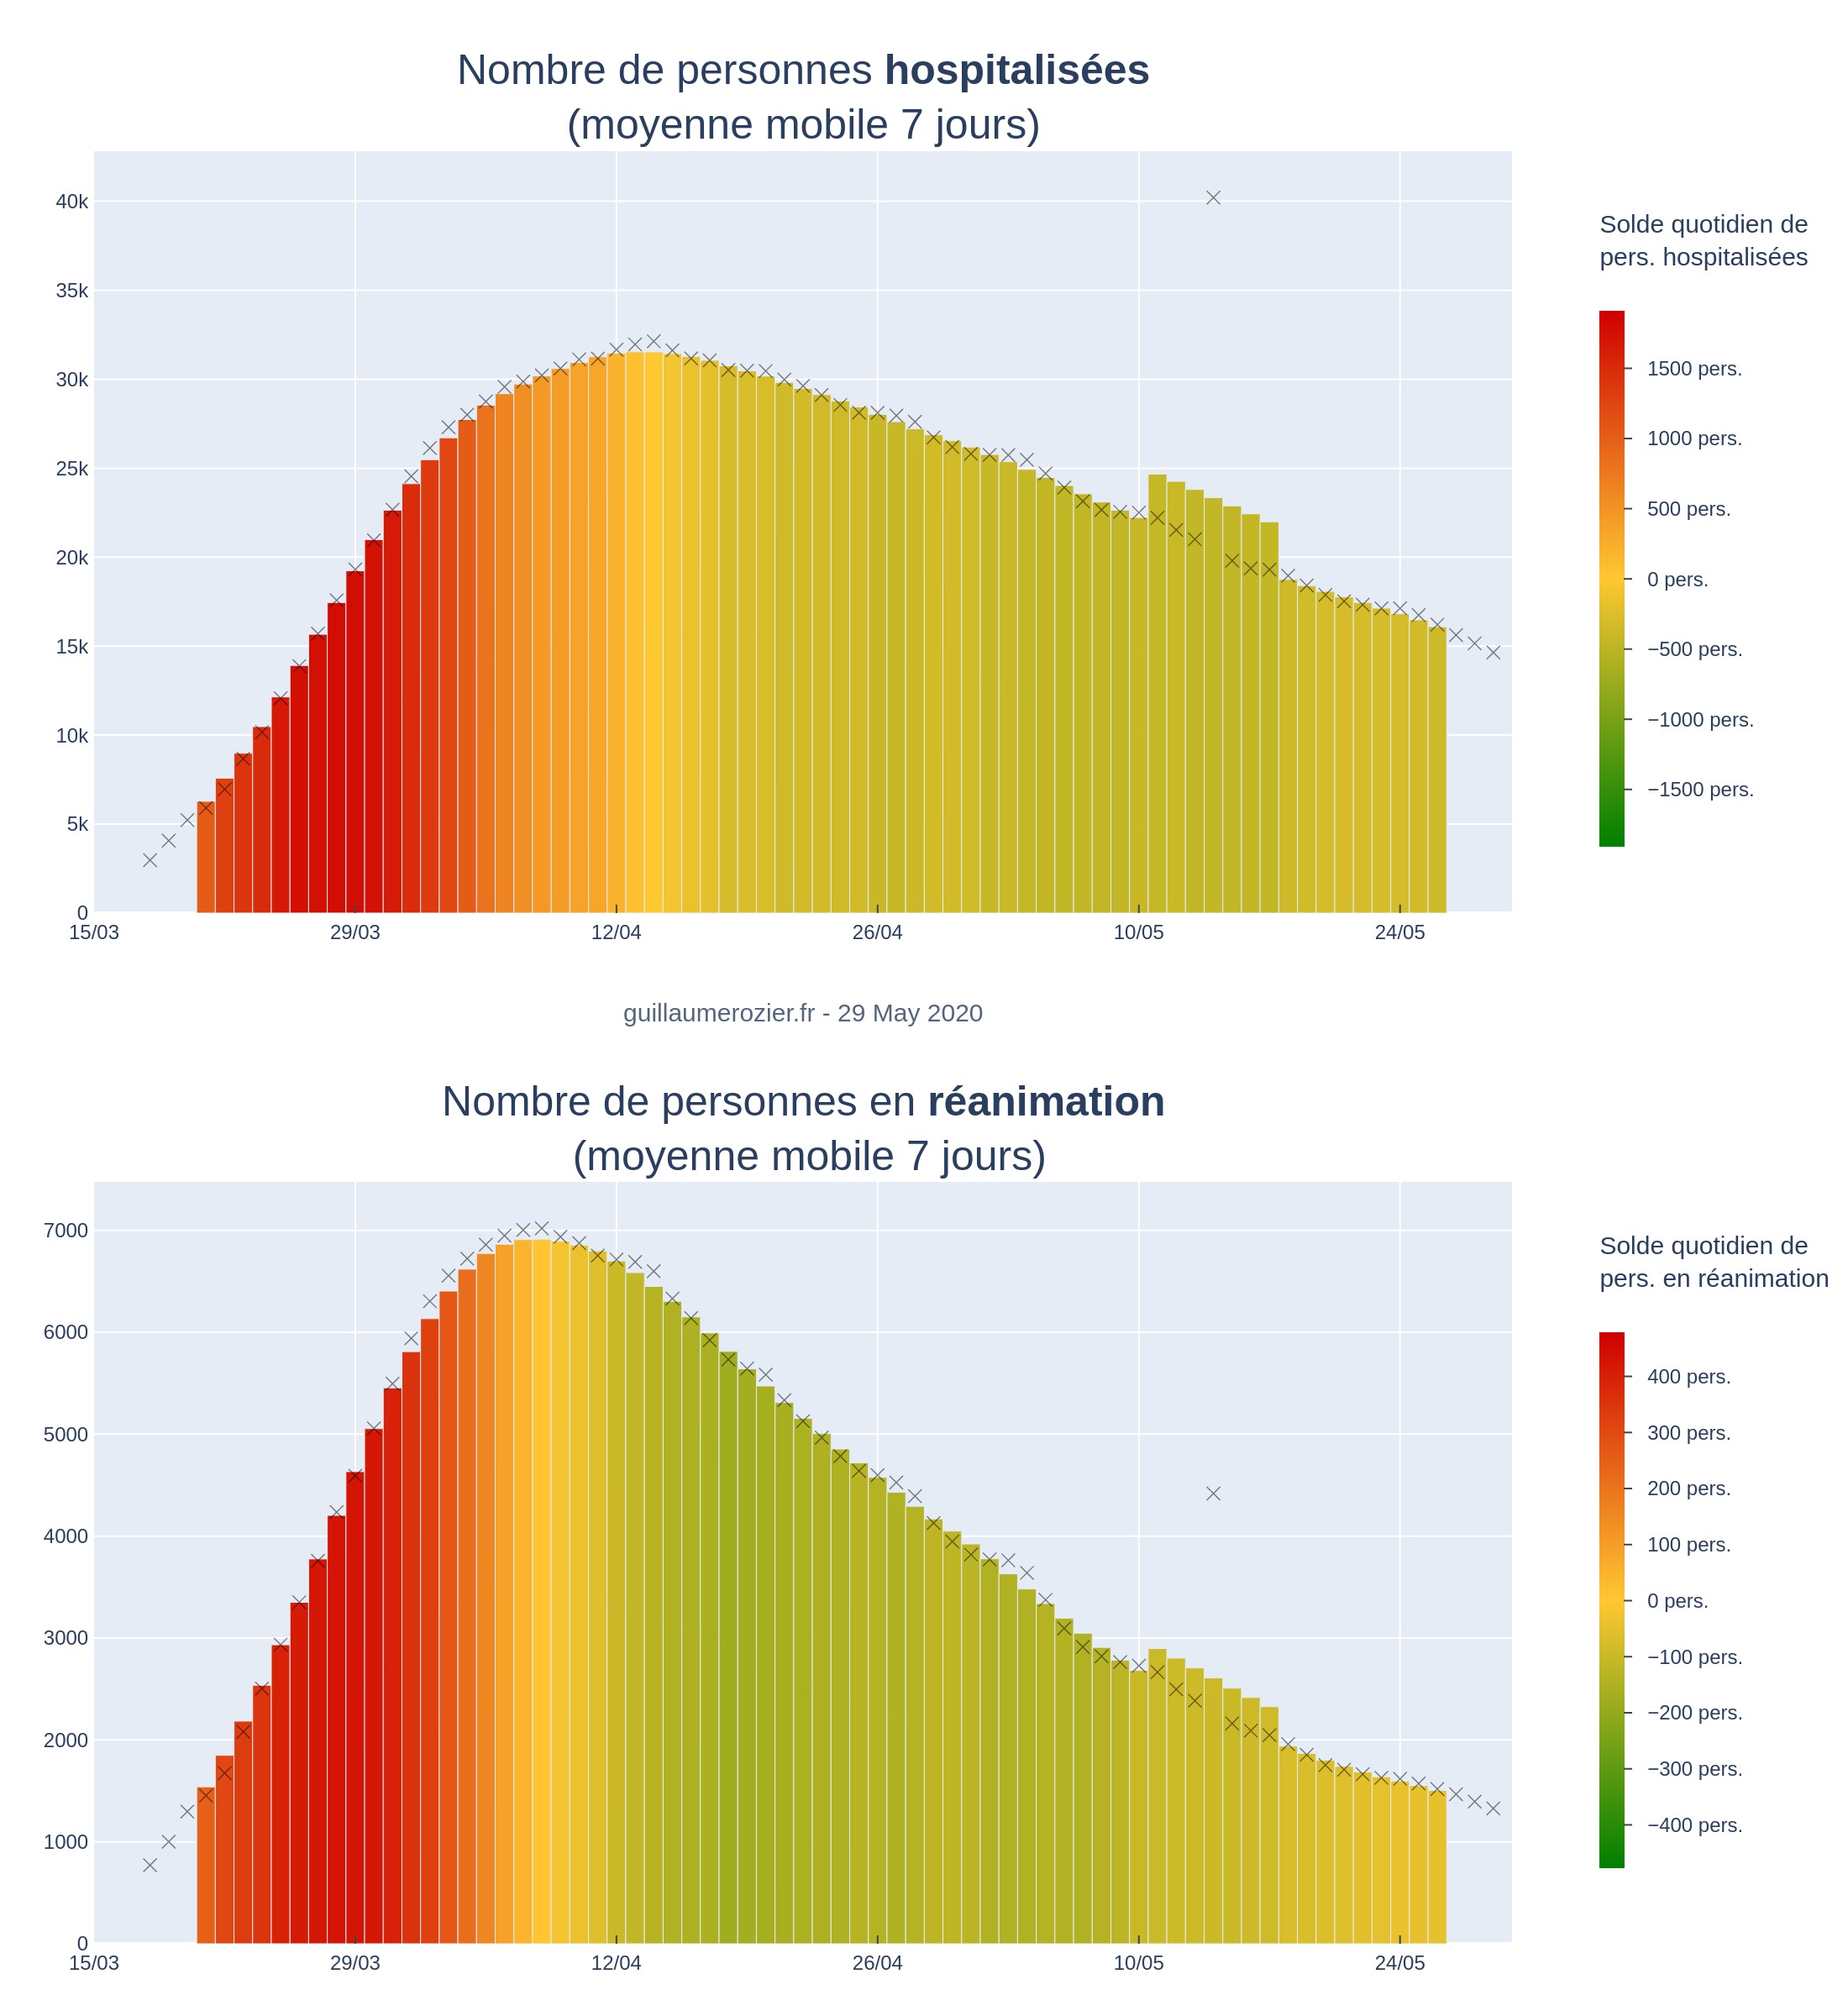 Nombre de personnes hospitalisées
(moyenne mobile 7 jours)
40k
35k
30k
25k
20k
15k
10k
5k
0
15/03
29/03
12/04
26/04
10/05
24/05
Solde quotidien de
pers. hospitalisées
1500 pers.
1000 pers.
500 pers.
0 pers.
−500 pers.
−1000 pers.
−1500 pers.
guillaumerozier.fr - 29 May 2020
Nombre de personnes en réanimation
(moyenne mobile 7 jours)
7000
6000
5000
4000
3000
2000
1000
0
15/03
29/03
12/04
26/04
10/05
24/05
Solde quotidien de
pers. en réanimation
400 pers.
300 pers.
200 pers.
100 pers.
0 pers.
−100 pers.
−200 pers.
−300 pers.
−400 pers.